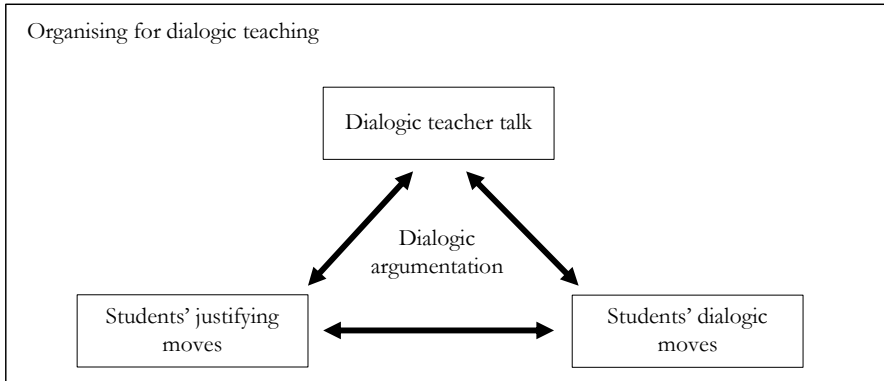 Organising for dialogic teaching
Dialogic teacher talk
Dialogic
argumentation
Students’ justifying
moves
Students’ dialogic
moves